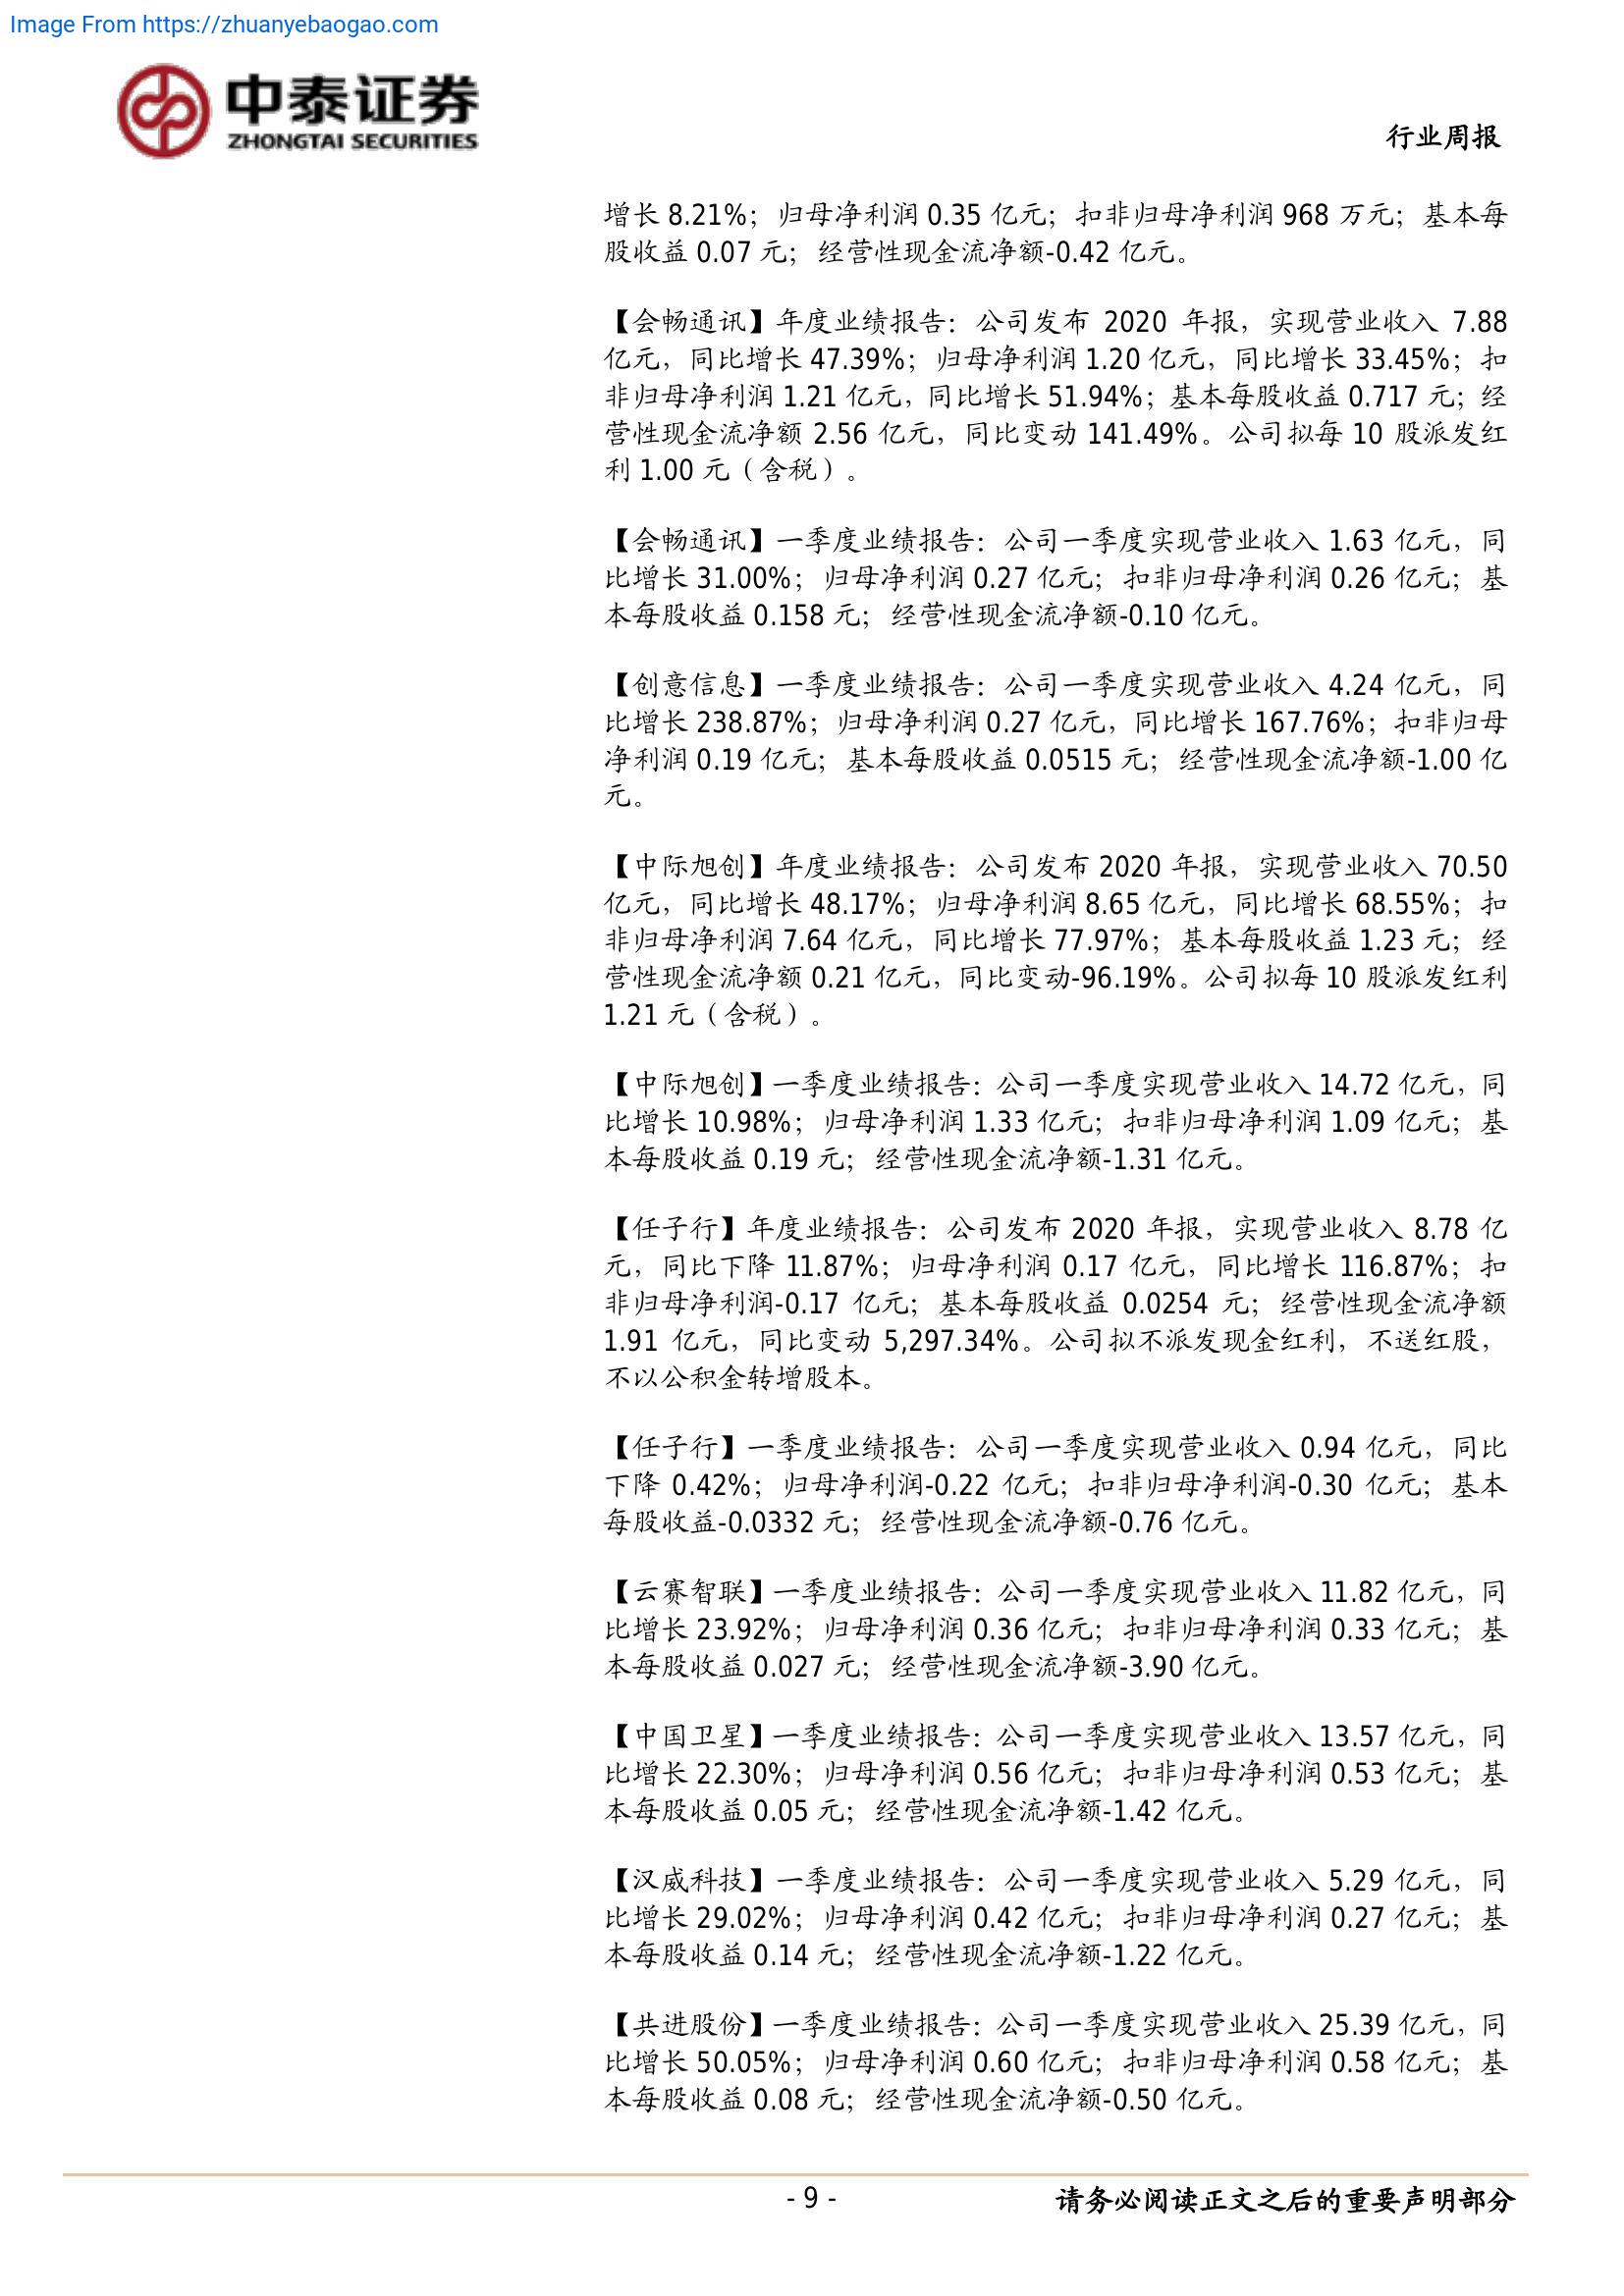 Image From https://zhuanyebaogao.com
中泰证券
ZHONGTAI SECURITIES
行业周报
增长 8.21%；归母净利润 0.35 亿元；扣非归母净利润 968 万元；基本每
股收益 0.07 元；经营性现金流净额-0.42 亿元。
【会畅通讯】年度业绩报告：公司发布 2020 年报，实现营业收入 7.88
亿元，同比增长 47.39%；归母净利润 1.20 亿元，同比增长 33.45%；扣
非归母净利润 1.21 亿元，同比增长 51.94%；基本每股收益 0.717 元；经
营性现金流净额 2.56 亿元，同比变动 141.49%。公司拟每 10 股派发红
利 1.00 元（含税）。
【会畅通讯】一季度业绩报告：公司一季度实现营业收入 1.63 亿元，同
比增长 31.00%；归母净利润 0.27 亿元；扣非归母净利润 0.26 亿元；基
本每股收益 0.158 元；经营性现金流净额-0.10 亿元。
【创意信息】一季度业绩报告：公司一季度实现营业收入 4.24 亿元，同
比增长 238.87%；归母净利润 0.27 亿元，同比增长 167.76%；扣非归母
净利润 0.19 亿元；基本每股收益 0.0515 元；经营性现金流净额-1.00 亿
元。
【中际旭创】年度业绩报告：公司发布 2020 年报，实现营业收入 70.50
亿元，同比增长 48.17%；归母净利润 8.65 亿元，同比增长 68.55%；扣
非归母净利润 7.64 亿元，同比增长 77.97%；基本每股收益 1.23 元；经
营性现金流净额 0.21 亿元，同比变动-96.19%。公司拟每 10 股派发红利
1.21 元（含税）。
【中际旭创】一季度业绩报告：公司一季度实现营业收入 14.72 亿元，同
比增长 10.98%；归母净利润 1.33 亿元；扣非归母净利润 1.09 亿元；基
本每股收益 0.19 元；经营性现金流净额-1.31 亿元。
【任子行】年度业绩报告：公司发布 2020 年报，实现营业收入 8.78 亿
元，同比下降 11.87%；归母净利润 0.17 亿元，同比增长 116.87%；扣
非归母净利润-0.17 亿元；基本每股收益 0.0254 元；经营性现金流净额
1.91 亿元，同比变动 5,297.34%。公司拟不派发现金红利，不送红股，
不以公积金转增股本。
【任子行】一季度业绩报告：公司一季度实现营业收入 0.94 亿元，同比
下降 0.42%；归母净利润-0.22 亿元；扣非归母净利润-0.30 亿元；基本
每股收益-0.0332 元；经营性现金流净额-0.76 亿元。
【云赛智联】一季度业绩报告：公司一季度实现营业收入 11.82 亿元，同
比增长 23.92%；归母净利润 0.36 亿元；扣非归母净利润 0.33 亿元；基
本每股收益 0.027 元；经营性现金流净额-3.90 亿元。
【中国卫星】一季度业绩报告：公司一季度实现营业收入 13.57 亿元，同
比增长 22.30%；归母净利润 0.56 亿元；扣非归母净利润 0.53 亿元；基
本每股收益 0.05 元；经营性现金流净额-1.42 亿元。
【汉威科技】一季度业绩报告：公司一季度实现营业收入 5.29 亿元，同
比增长 29.02%；归母净利润 0.42 亿元；扣非归母净利润 0.27 亿元；基
本每股收益 0.14 元；经营性现金流净额-1.22 亿元。
【共进股份】一季度业绩报告：公司一季度实现营业收入 25.39 亿元，同
比增长 50.05%；归母净利润 0.60 亿元；扣非归母净利润 0.58 亿元；基
本每股收益 0.08 元；经营性现金流净额-0.50 亿元。
- 9 -
请务必阅读正文之后的重要声明部分